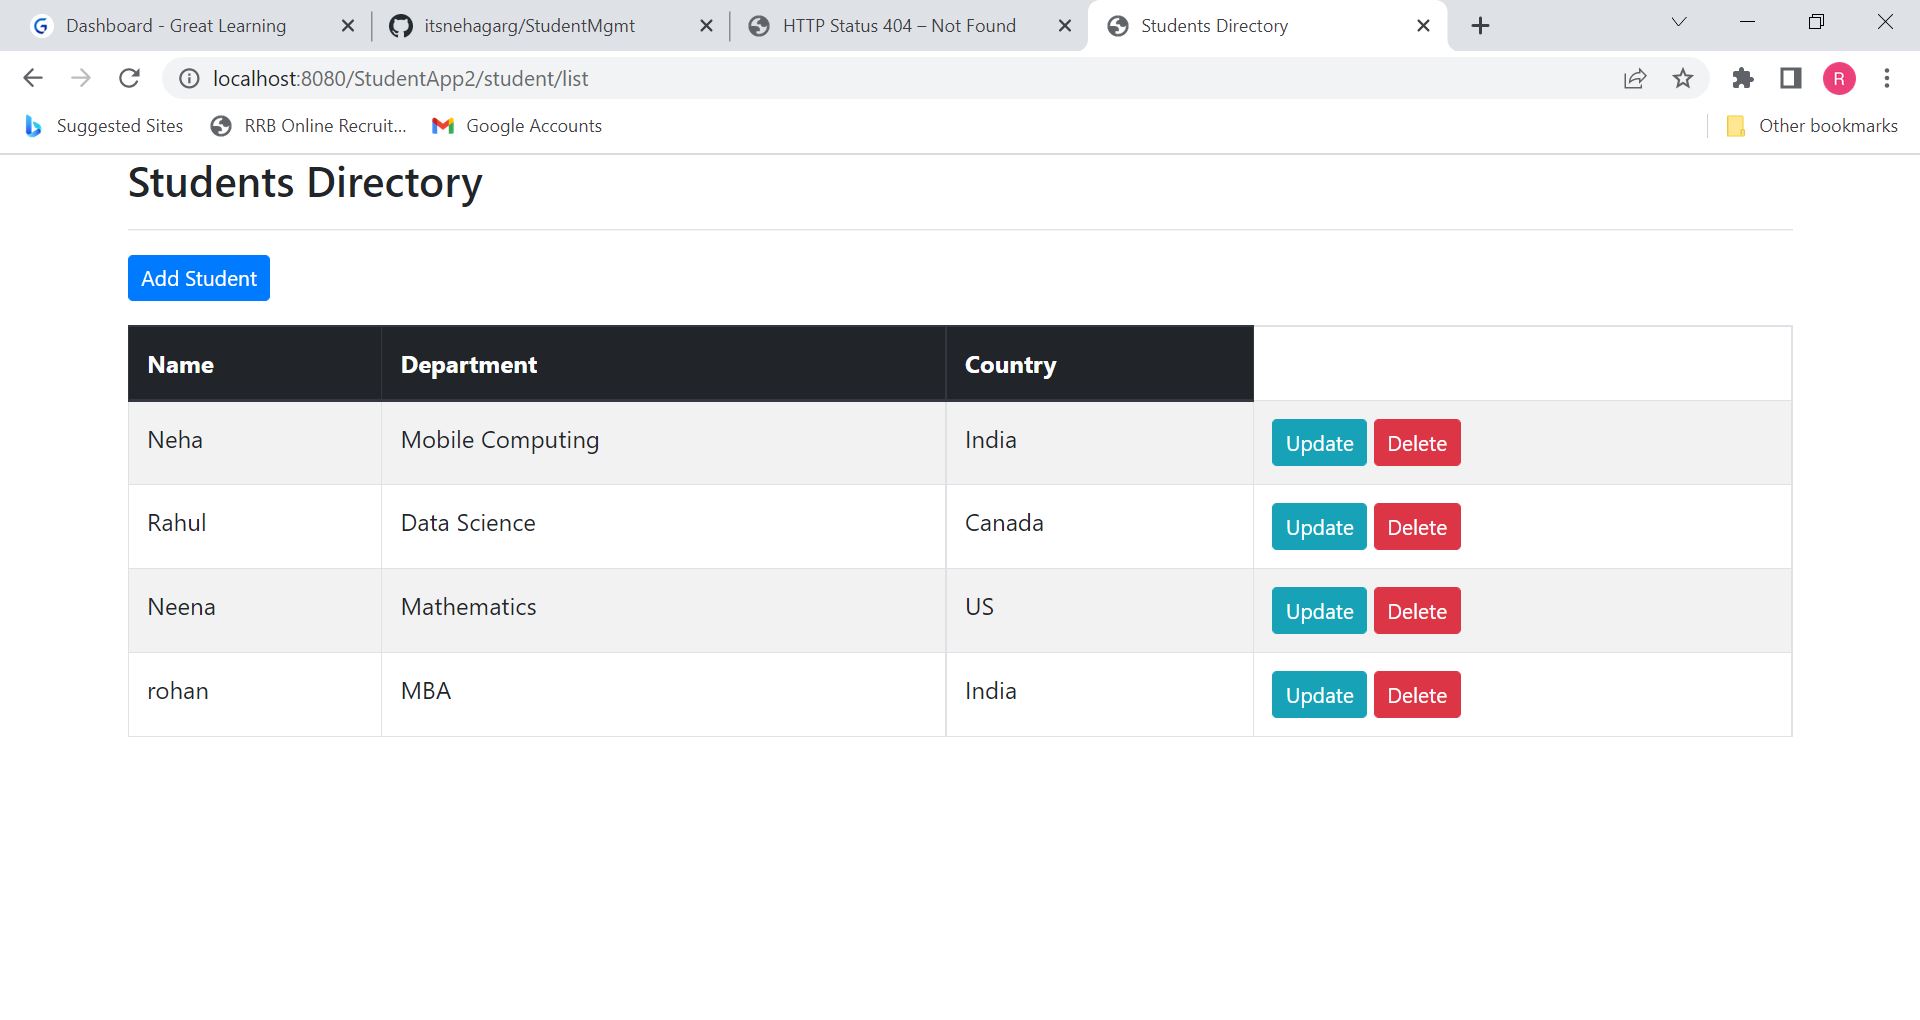 Dashboard - Great Learning
itsnehagarg/StudentMgmt
HTTP Status 404 – Not Found
Students Directory
localhost:8080/StudentApp2/student/list
R
Suggested Sites
RRB Online Recruit...
Google Accounts
Other bookmarks
Students Directory
Add Student
Name Department Country
Neha Mobile Computing India Update Delete
Rahul Data Science Canada Update Delete
Neena Mathematics US Update Delete
rohan MBA India Update Delete